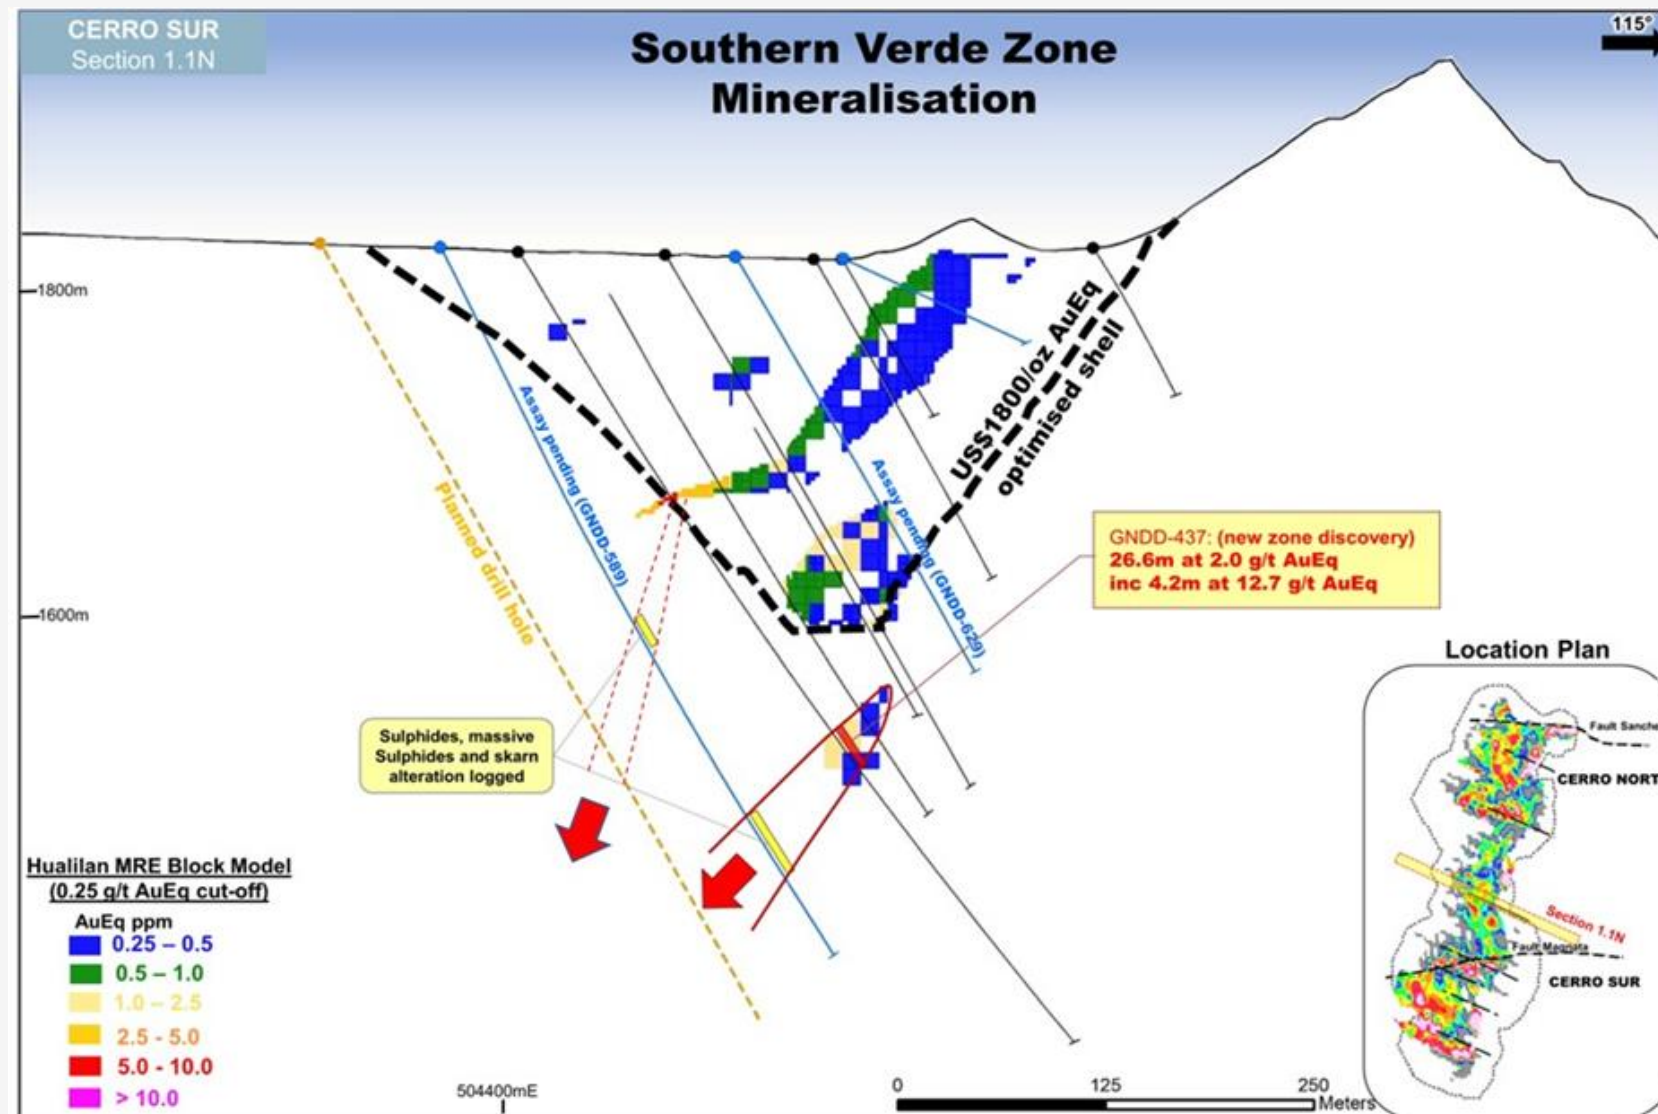 CERRO SUR
Section 1.1N
Southern Verde Zone
Mineralisation
115°
1800m
1600m
Planned drill hole
Assay pending (GNDD-589)
Assay pending (GNDD-629)
US$1800/oz AuEq
optimised shell
GNDD-437: (new zone discovery)
26.6m at 2.0 g/t AuEq
inc 4.2m at 12.7 g/t AuEq
Sulphides, massive
Sulphides and skarn
alteration logged
Hualilan MRE Block Model
(0.25 g/t AuEq cut-off)
AuEq ppm
0.25 – 0.5
0.5 – 1.0
1.0 – 2.5
2.5 - 5.0
5.0 - 10.0
> 10.0
504400mE
0 125 250
Meters
Location Plan
Fault Sanche
CERRO NORT
Section 1.1N
Fault Magnata
CERRO SUR